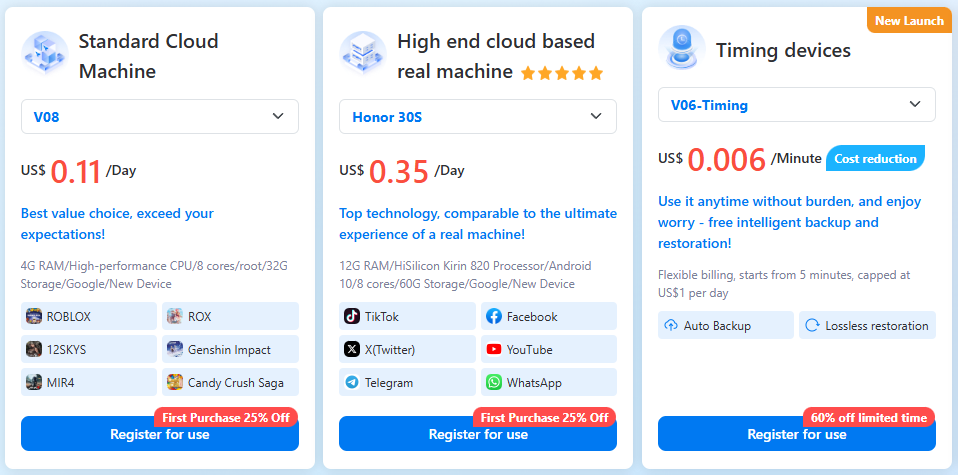 Standard Cloud
Machine
V08
US$ 0.11 /Day
Best value choice, exceed your
expectations!
4G RAM/High-performance CPU/8 cores/root/32G
Storage/Google/New Device
ROBLOX
ROX
12SKYS
Genshin Impact
MIR4
Candy Crush Saga
First Purchase 25% Off
Register for use
High end cloud based
real machine
Honor 30S
US$ 0.35 /Day
Top technology, comparable to the ultimate
experience of a real machine!
12G RAM/HiSilicon Kirin 820 Processor/Android
10/8 cores/60G Storage/Google/New Device
TikTok
Facebook
X(Twitter)
YouTube
Telegram
WhatsApp
First Purchase 25% Off
Register for use
New Launch
Timing devices
V06-Timing
US$ 0.006 /Minute Cost reduction
Use it anytime without burden, and enjoy
worry - free intelligent backup and
restoration!
Flexible billing, starts from 5 minutes, capped at
US$1 per day
Auto Backup
Lossless restoration
60% off limited time
Register for use